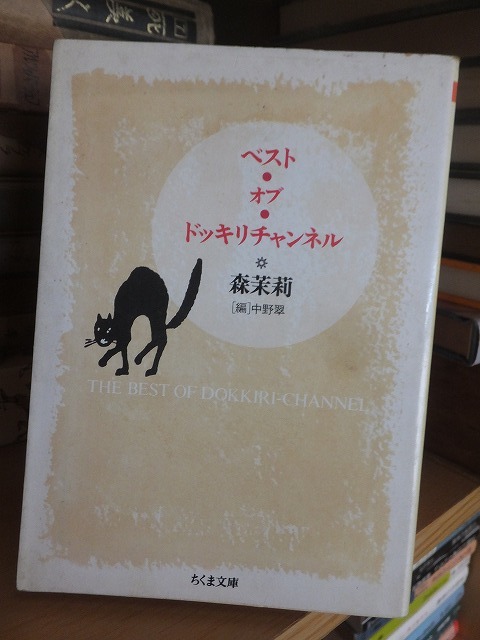 ベスト
・
オブ
・
ドッキリチャンネル
森茉莉
[編]中野翠
THE BEST OF DOKKIRI-CHANNEL
ちくま文庫